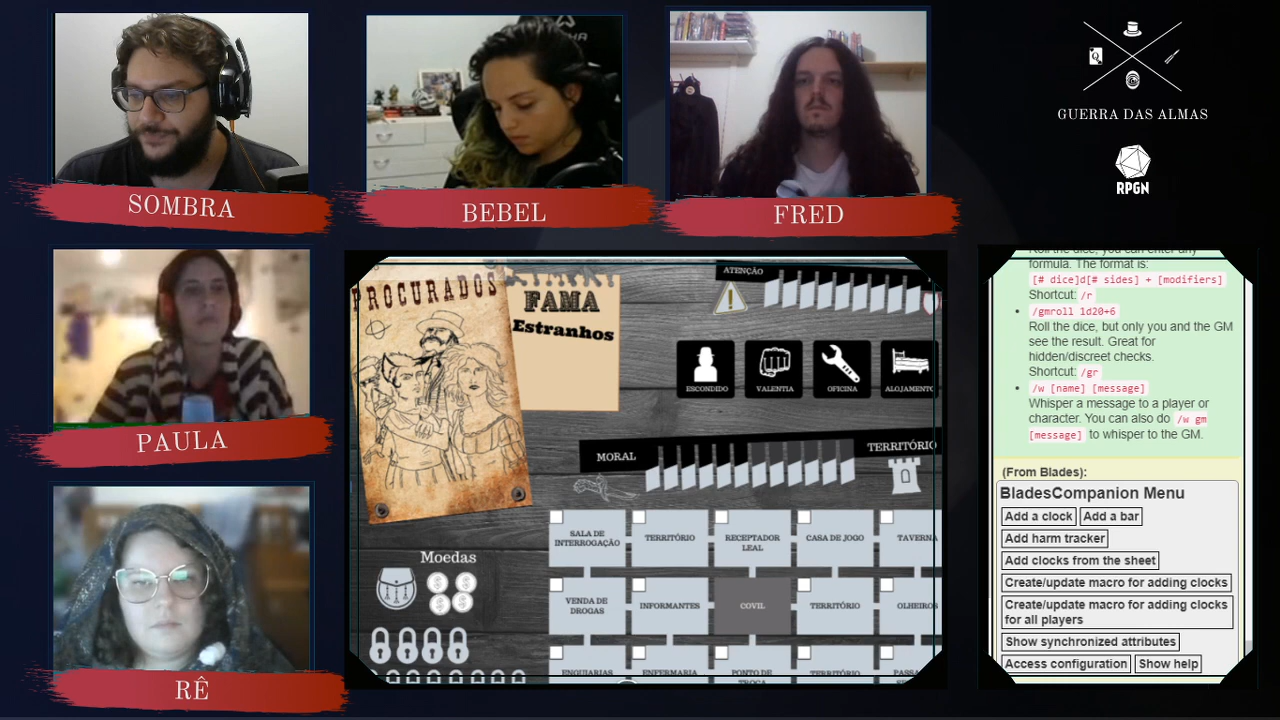 SOMBRA
BEBEL
FRED
GUERRA DAS ALMAS
RPGN
PAULA
RÊ
PROCURADOS
FAMA
Estranhos
ATENÇÃO
ESCONDIDO
VALENTIA
OFICINA
ALOJAMENTO
MORAL
TERRITÓRIO
Moedas
SALA DE
INTERROGAÇÃO
TERRITÓRIO
RECEPTADOR
LEAL
CASA DE JOGO
TAVERNA
VENDA DE
DROGAS
INFORMANTES
COVIL
TERRITÓRIO
OLHEIROS
ENFERMARIA
PONTO DE
TROCA
TERRITÓRIO
Roll the dice, you can enter any
formula. The format is:
[# dice]d[# sides] + [modifiers]
Shortcut: /r
/gmroll 1d20+6
Roll the dice, but only you and the GM
see the result. Great for
hidden/discreet checks.
Shortcut: /gr
/w [name] [message]
Whisper a message to a player or
character. You can also do /w gm
[message] to whisper to the GM.
(From Blades):
BladesCompanion Menu
Add a clock Add a bar
Add harm tracker
Add clocks from the sheet
Create/update macro for adding clocks
Create/update macro for adding clocks
for all players
Show synchronized attributes
Access configuration Show help